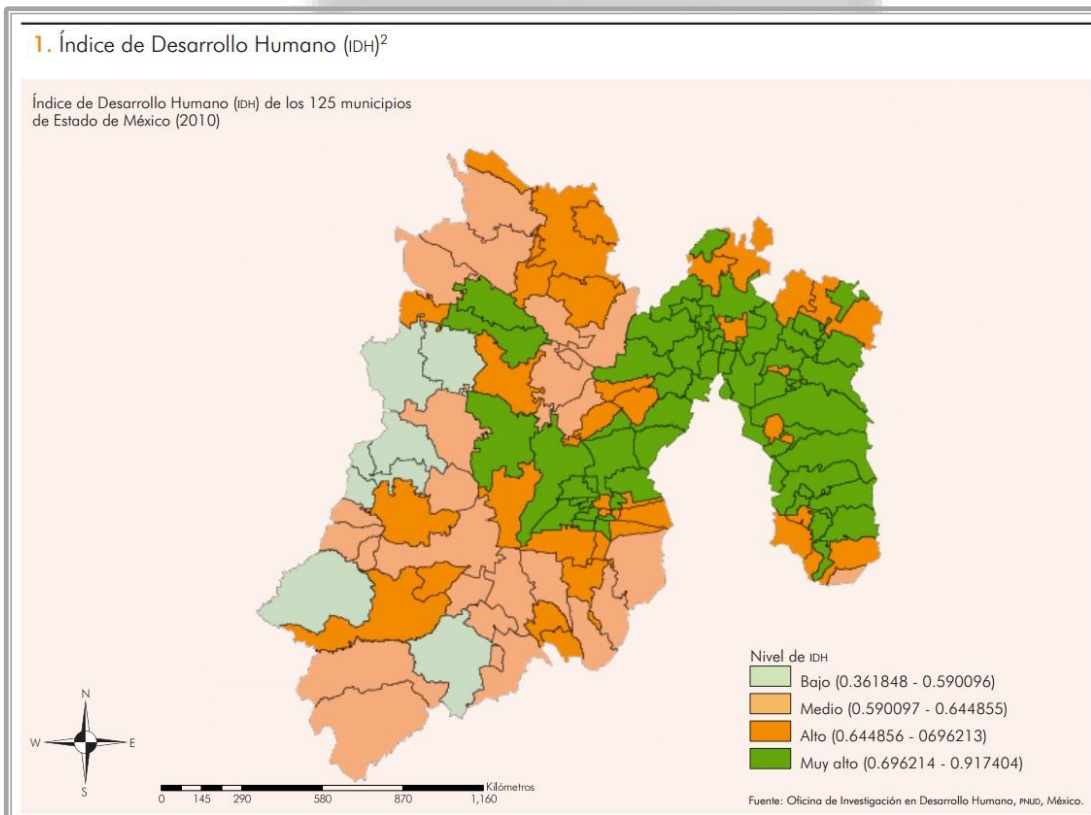 1. Índice de Desarrollo Humano (IDH)²
Índice de Desarrollo Humano (IDH) de los 125 municipios
de Estado de México (2010)
Nivel de IDH
Bajo (0.361848 - 0.590096)
Medio (0.590097 - 0.644855)
Alto (0.644856 - 0696213)
Muy alto (0.696214 - 0.917404)
N
W E
S
Kilómetros
0 145 290 580 870 1,160
Fuente: Oficina de Investigación en Desarrollo Humano, PNUD, México.